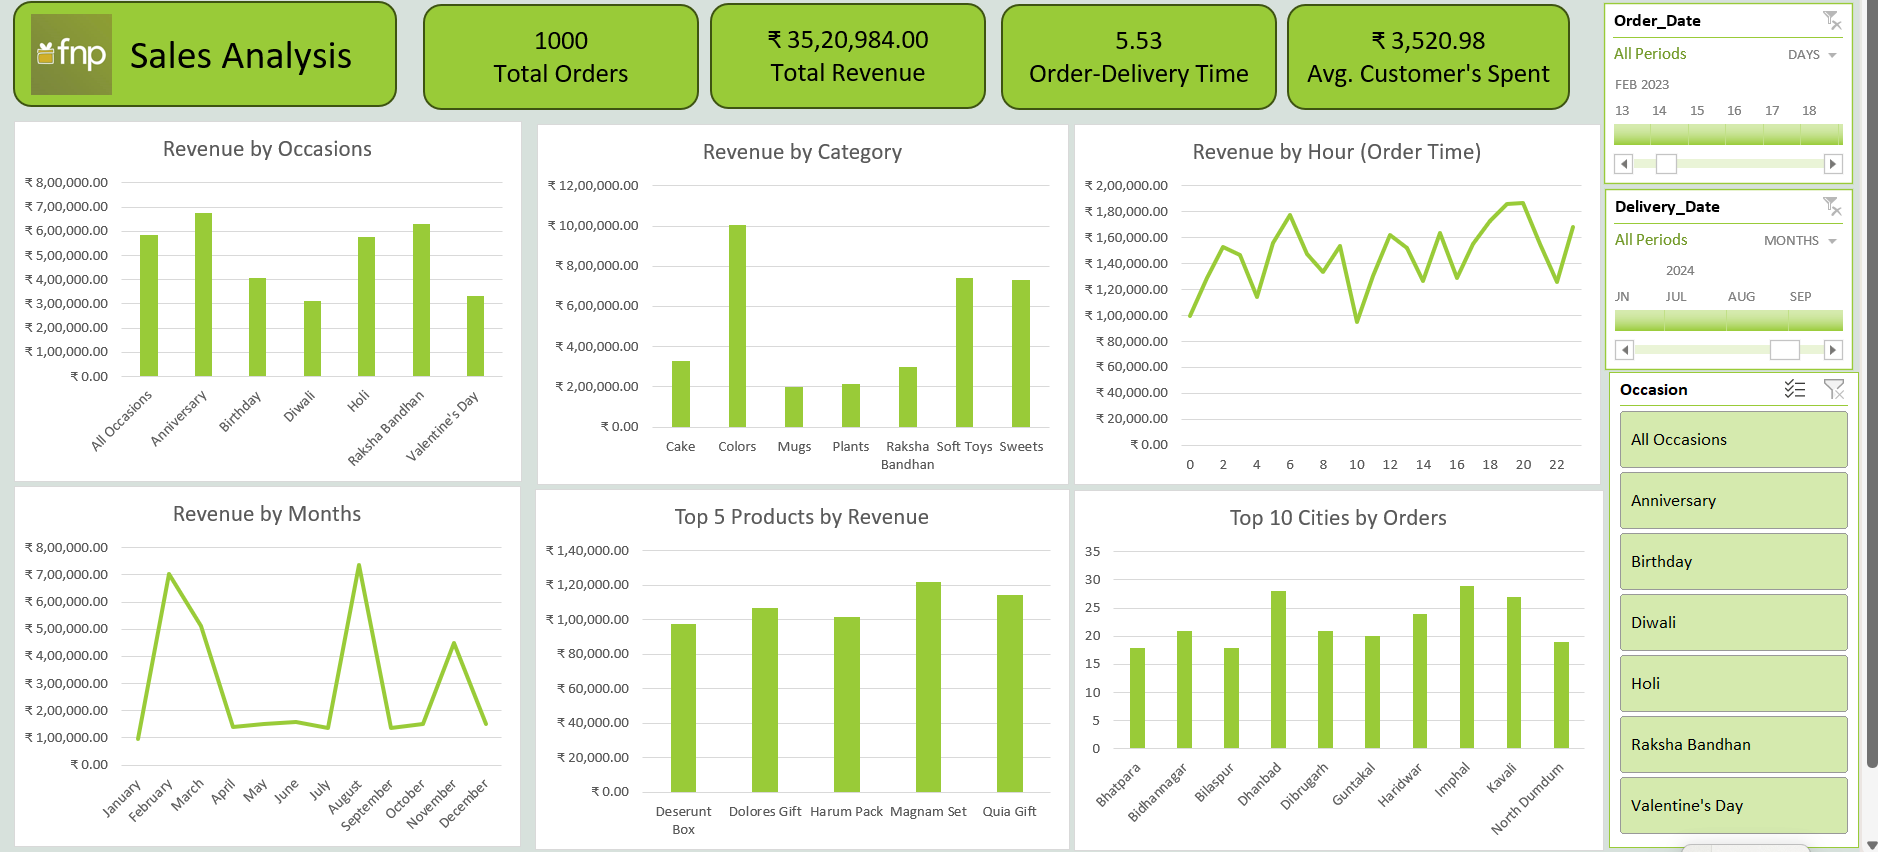 fnp
Sales Analysis
1000
Total Orders
₹ 35,20,984.00
Total Revenue
5.53
Order-Delivery Time
₹ 3,520.98
Avg. Customer's Spent
Order_Date
All Periods
DAYS
FEB 2023
13 14 15 16 17 18
Delivery_Date
All Periods
MONTHS
2024
JN JUL AUG SEP
Occasion
All Occasions
Anniversary
Birthday
Diwali
Holi
Raksha Bandhan
Valentine's Day
Revenue by Occasions
₹ 8,00,000.00
₹ 7,00,000.00
₹ 6,00,000.00
₹ 5,00,000.00
₹ 4,00,000.00
₹ 3,00,000.00
₹ 2,00,000.00
₹ 1,00,000.00
₹ 0.00
All Occasions
Anniversary
Birthday
Diwali
Holi
Raksha Bandhan
Valentine's Day
Revenue by Category
₹ 12,00,000.00
₹ 10,00,000.00
₹ 8,00,000.00
₹ 6,00,000.00
₹ 4,00,000.00
₹ 2,00,000.00
₹ 0.00
Cake Colors Mugs Plants Raksha Soft Toys Sweets
Bandhan
Revenue by Hour (Order Time)
₹ 2,00,000.00
₹ 1,80,000.00
₹ 1,60,000.00
₹ 1,40,000.00
₹ 1,20,000.00
₹ 1,00,000.00
₹ 80,000.00
₹ 60,000.00
₹ 40,000.00
₹ 20,000.00
₹ 0.00
0 2 4 6 8 10 12 14 16 18 20 22
Revenue by Months
₹ 8,00,000.00
₹ 7,00,000.00
₹ 6,00,000.00
₹ 5,00,000.00
₹ 4,00,000.00
₹ 3,00,000.00
₹ 2,00,000.00
₹ 1,00,000.00
₹ 0.00
January
February
March
April
May
June
July
August
September
October
November
December
Top 5 Products by Revenue
₹ 1,40,000.00
₹ 1,20,000.00
₹ 1,00,000.00
₹ 80,000.00
₹ 60,000.00
₹ 40,000.00
₹ 20,000.00
₹ 0.00
Deserunt Dolores Gift Harum Pack Magnam Set Quia Gift
Box
Top 10 Cities by Orders
35
30
25
20
15
10
5
0
Bhatpara
Bidhannagar
Bilaspur
Dhanbad
Dibrugarh
Guntakal
Haridwar
Imphal
Kavali
North Dumdum